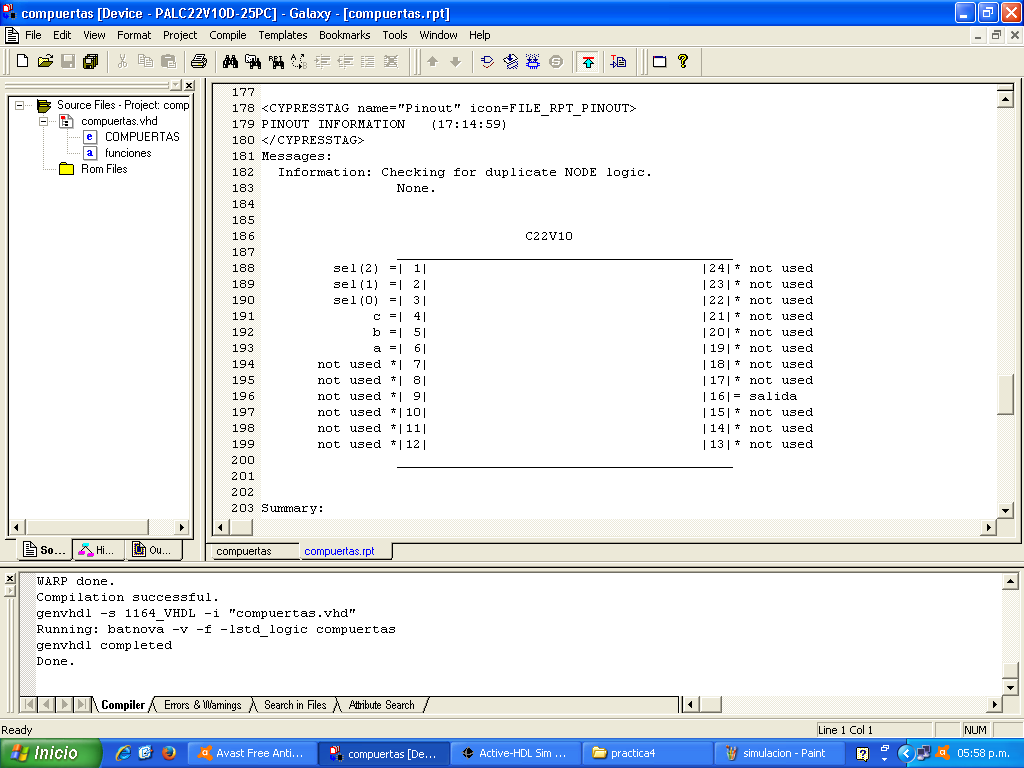 compuertas [Device - PALC22V10D-25PC] - Galaxy - [compuertas.rpt]
File Edit View Format Project Compile Templates Bookmarks Tools Window Help
Source Files - Project: comp
compuertas.vhd
e COMPUERTAS
a funciones
Rom Files
So... Hi... Ou...
177
178 <CYPRESSTAG name="Pinout" icon=FILE_RPT_PINOUT>
179 PINOUT INFORMATION (17:14:59)
180 </CYPRESSTAG>
181 Messages:
182 Information: Checking for duplicate NODE logic.
183 None.
184
185
186 C22V10
187
188 sel(2) =| 1| |24|* not used
189 sel(1) =| 2| |23|* not used
190 sel(0) =| 3| |22|* not used
191 c =| 4| |21|* not used
192 b =| 5| |20|* not used
193 a =| 6| |19|* not used
194 not used *| 7| |18|* not used
195 not used *| 8| |17|* not used
196 not used *| 9| |16|= salida
197 not used *|10| |15|* not used
198 not used *|11| |14|* not used
199 not used *|12| |13|* not used
200
201
202
203 Summary:
compuertas compuertas.rpt
WARP done.
Compilation successful.
genvhdl -s 1164_VHDL -i "compuertas.vhd"
Running: batnova -v -f -lstd_logic compuertas
genvhdl completed
Done.
Compiler Errors & Warnings Search in Files Attribute Search
Ready Line 1 Col 1 NUM
Inicio Avast Free Anti... compuertas [De... Active-HDL Sim ... practica4 simulacion - Paint 05:58 p.m.